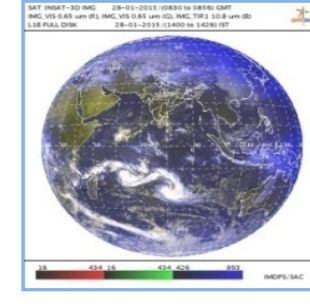 SAT INSAT-3D IMG 28-01-2015/(0830 to 0856) GMT
IMG_VIS 0.65 um (R), IMG_VIS 0.65 um (G), IMG_TIR1 10.8 um (B)
L1B FULL DISK 28-01-2015/(1400 to 1426) IST
16 434 16 434 426 893
IMDPS/SAC